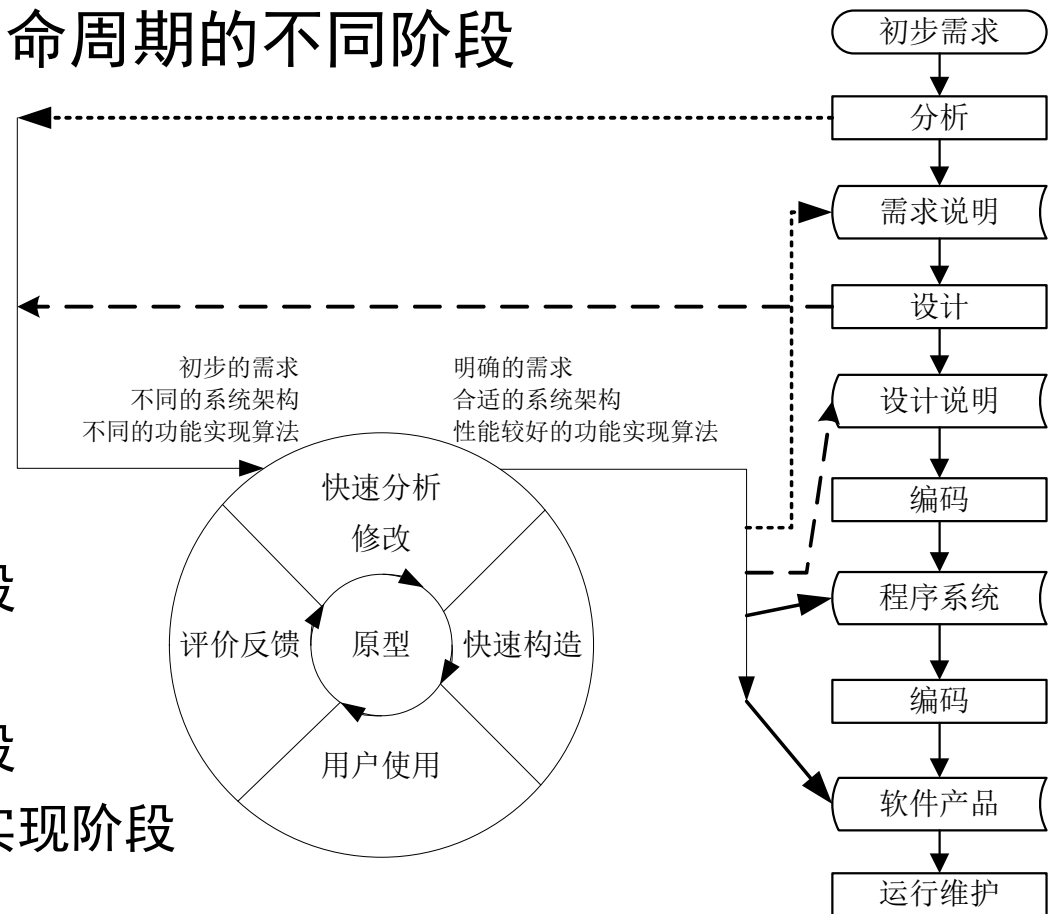 命周期的不同阶段
初步需求
分析
需求说明
设计
初步的需求
不同的系统架构
不同的功能实现算法
明确的需求
合适的系统架构
性能较好的功能实现算法
设计说明
快速分析
修改
编码
段
程序系统
评价反馈
原型
快速构造
编码
段
用户使用
软件产品
实现阶段
运行维护